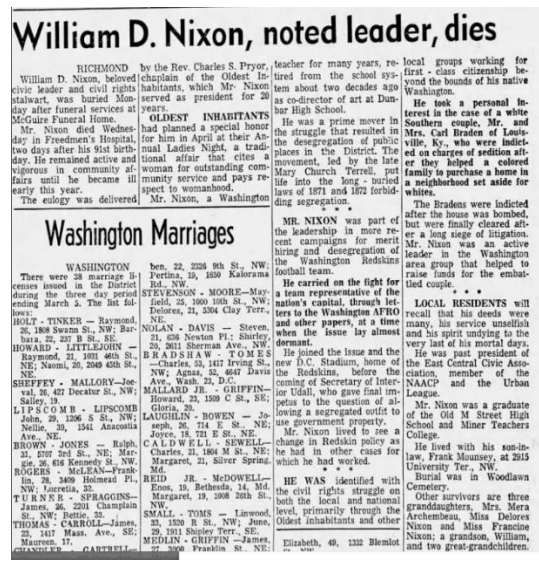 William D. Nixon, noted leader, dies
RICHMOND
William D. Nixon, beloved
civic leader and civil rights
stalwart, was buried Mon-
day after funeral services at
McGuire Funeral Home.
Mr. Nixon died Wednes-
day in Freedmen's Hospital,
two days after his 91st birth-
day. He remained active and
vigorous in community af-
fairs until he became ill
early this year.
The eulogy was delivered
by the Rev. Charles S. Pryor,
chaplain of the Oldest In-
habitants, which Mr. Nixon
served as president for 20
years.
OLDEST INHABITANTS
had planned a special honor
for him in April at their An-
nual Ladies Night, a tradi-
tional affair that cites a
woman for outstanding com-
munity service and pays re-
spect to womanhood.
Mr. Nixon, a Washington
teacher for many years, re-
tired from the school sys-
tem about two decades ago
as co-director of art at Dun-
bar High School.
He was a prime mover in
the struggle that resulted in
the desegregation of public
places in the District. The
movement, led by the late
Mary Church Terrell, put
life into the long - buried
laws of 1871 and 1872 forbid-
ding segregation.
* * *
MR. NIXON was part of
the leadership in more re-
cent campaigns for merit
hiring and desegregation of
the Washington Redskins
football team.
He carried on the fight for
a team representative of the
nation's capital, through let-
ters to the Washington AFRO
and other papers, at a time
when the issue lay almost
dormant.
He joined the issue and the
new D.C. Stadium, home of
the Redskins, before the
coming of Secretary of Inter-
ior Udall, who gave final im-
petus to the question of al-
lowing a segregated outfit to
use government property.
Mr. Nixon lived to see a
change in Redskin policy as
he had in other cases for
which he had worked.
* * *
HE WAS identified with
the civil rights struggle on
both the local and national
level, primarily through the
Oldest Inhabitants and other
local groups working for
first - class citizenship be-
yond the bounds of his native
Washington.
He took a personal in-
terest in the case of a white
Southern couple, Mr. and
Mrs. Carl Braden of Louis-
ville, Ky., who were indict-
ed on charges of sedition aft-
er they helped a colored
family to purchase a home in
a neighborhood set aside for
whites.
The Bradens were indicted
after the house was bombed,
but were finally cleared aft-
er a long siege of litigation.
Mr. Nixon was an active
leader in the Washington
area group that helped to
raise funds for the embat-
tled couple.
* * *
LOCAL RESIDENTS will
recall that his deeds were
many, his service unselfish
and his spirit undying to the
very last of his mortal days.
He was past president of
the East Central Civic Asso-
ciation, member of the
NAACP and the Urban
League.
Mr. Nixon was a graduate
of the Old M Street High
School and Miner Teachers
College.
He lived with his son-in-
law, Frank Mounsey, at 2915
University Ter., NW.
Burial was in Woodlawn
Cemetery.
Other survivors are three
granddaughters, Mrs. Mera
Archembeau, Miss Delores
Nixon and Miss Francine
Nixon; a grandson, William,
and two great-grandchildren.
Washington Marriages
WASHINGTON
There were 38 marriage li-
censes issued in the District
during the three day period
ending March 5. The list fol-
lows:
HOLT - TINKER — Raymond,
26, 1808 Swann St., NW; Bar-
bara, 22, 237 B St., SE.
HOWARD - LITTLEJOHN —
Raymond, 21, 1031 46th St.,
NE; Naomi, 20, 2049 45th St.,
NE.
SHEFFEY - MALLORY—Joe-
val, 26, 427 Decatur St., NW;
Salley, 19,
LIPSCOMB - LIPSCOMB
John, 29, 1206 S St., NW;
Nellie, 39, 1541 Anacostia
Ave., NE.
BROWN - JONES — Ralph,
31, 5707 3rd St., NE; Mar-
gie, 26, 616 Kennedy St., NW.
ROGERS - McLEAN—Frank-
lin, 28, 3409 Holmead Pl.,
NW; Lucretia, 32.
TURNER - SPRAGGINS—
James, 26, 2201 Champlain
St., NW; Bettie, 33.
THOMAS - CARROLL—James,
23, 1417 Mass. Ave., SE;
Maureen, 17.
CHANDLER - CARTRELL—
ben, 22, 2326 9th St., NW;
Pertina, 19, 1650 Kalorama
Rd., NW.
STEVENSON - MOORE—May-
field, 25, 1000 10th St., NW;
Delores, 21, 5304 Clay Terr.,
NE.
NOLAN - DAVIS — Steven,
21, 636 Newton Pl.; Shirley,
20, 2611 Sherman Ave., NW.
BRADSHAW - TOMES
—Charles, 53, 1417 Irving St.,
NW; Agnas, 52, 4647 Davis
Ave., Wash. 23, D.C.
MALLARD JR. - GRIFFIN—
Howard, 23, 1509 C St., SE;
Gloria, 20.
LAUGHLIN - BOWEN — Jo-
seph, 26, 714 E St., NE;
Joyce, 18, 721 E St., NE.
CALDWELL - SEWELL—
Charles, 21, 1804 M St., NE;
Margaret, 21, Silver Spring,
Md.
REID JR. - McDOWELL—
Enos, 19, Bethesda, 14, Md.
Margaret, 19, 1008 26th St.,
NW.
SMALL - TOMS — Linwood,
33, 1520 R St., NW; June,
29, 1911 Shipley Terr., SE.
MEDLIN - GRIFFIN — James,
27, 3000 Franklin St., NE;
Elizabeth, 49, 1332 Blemlot